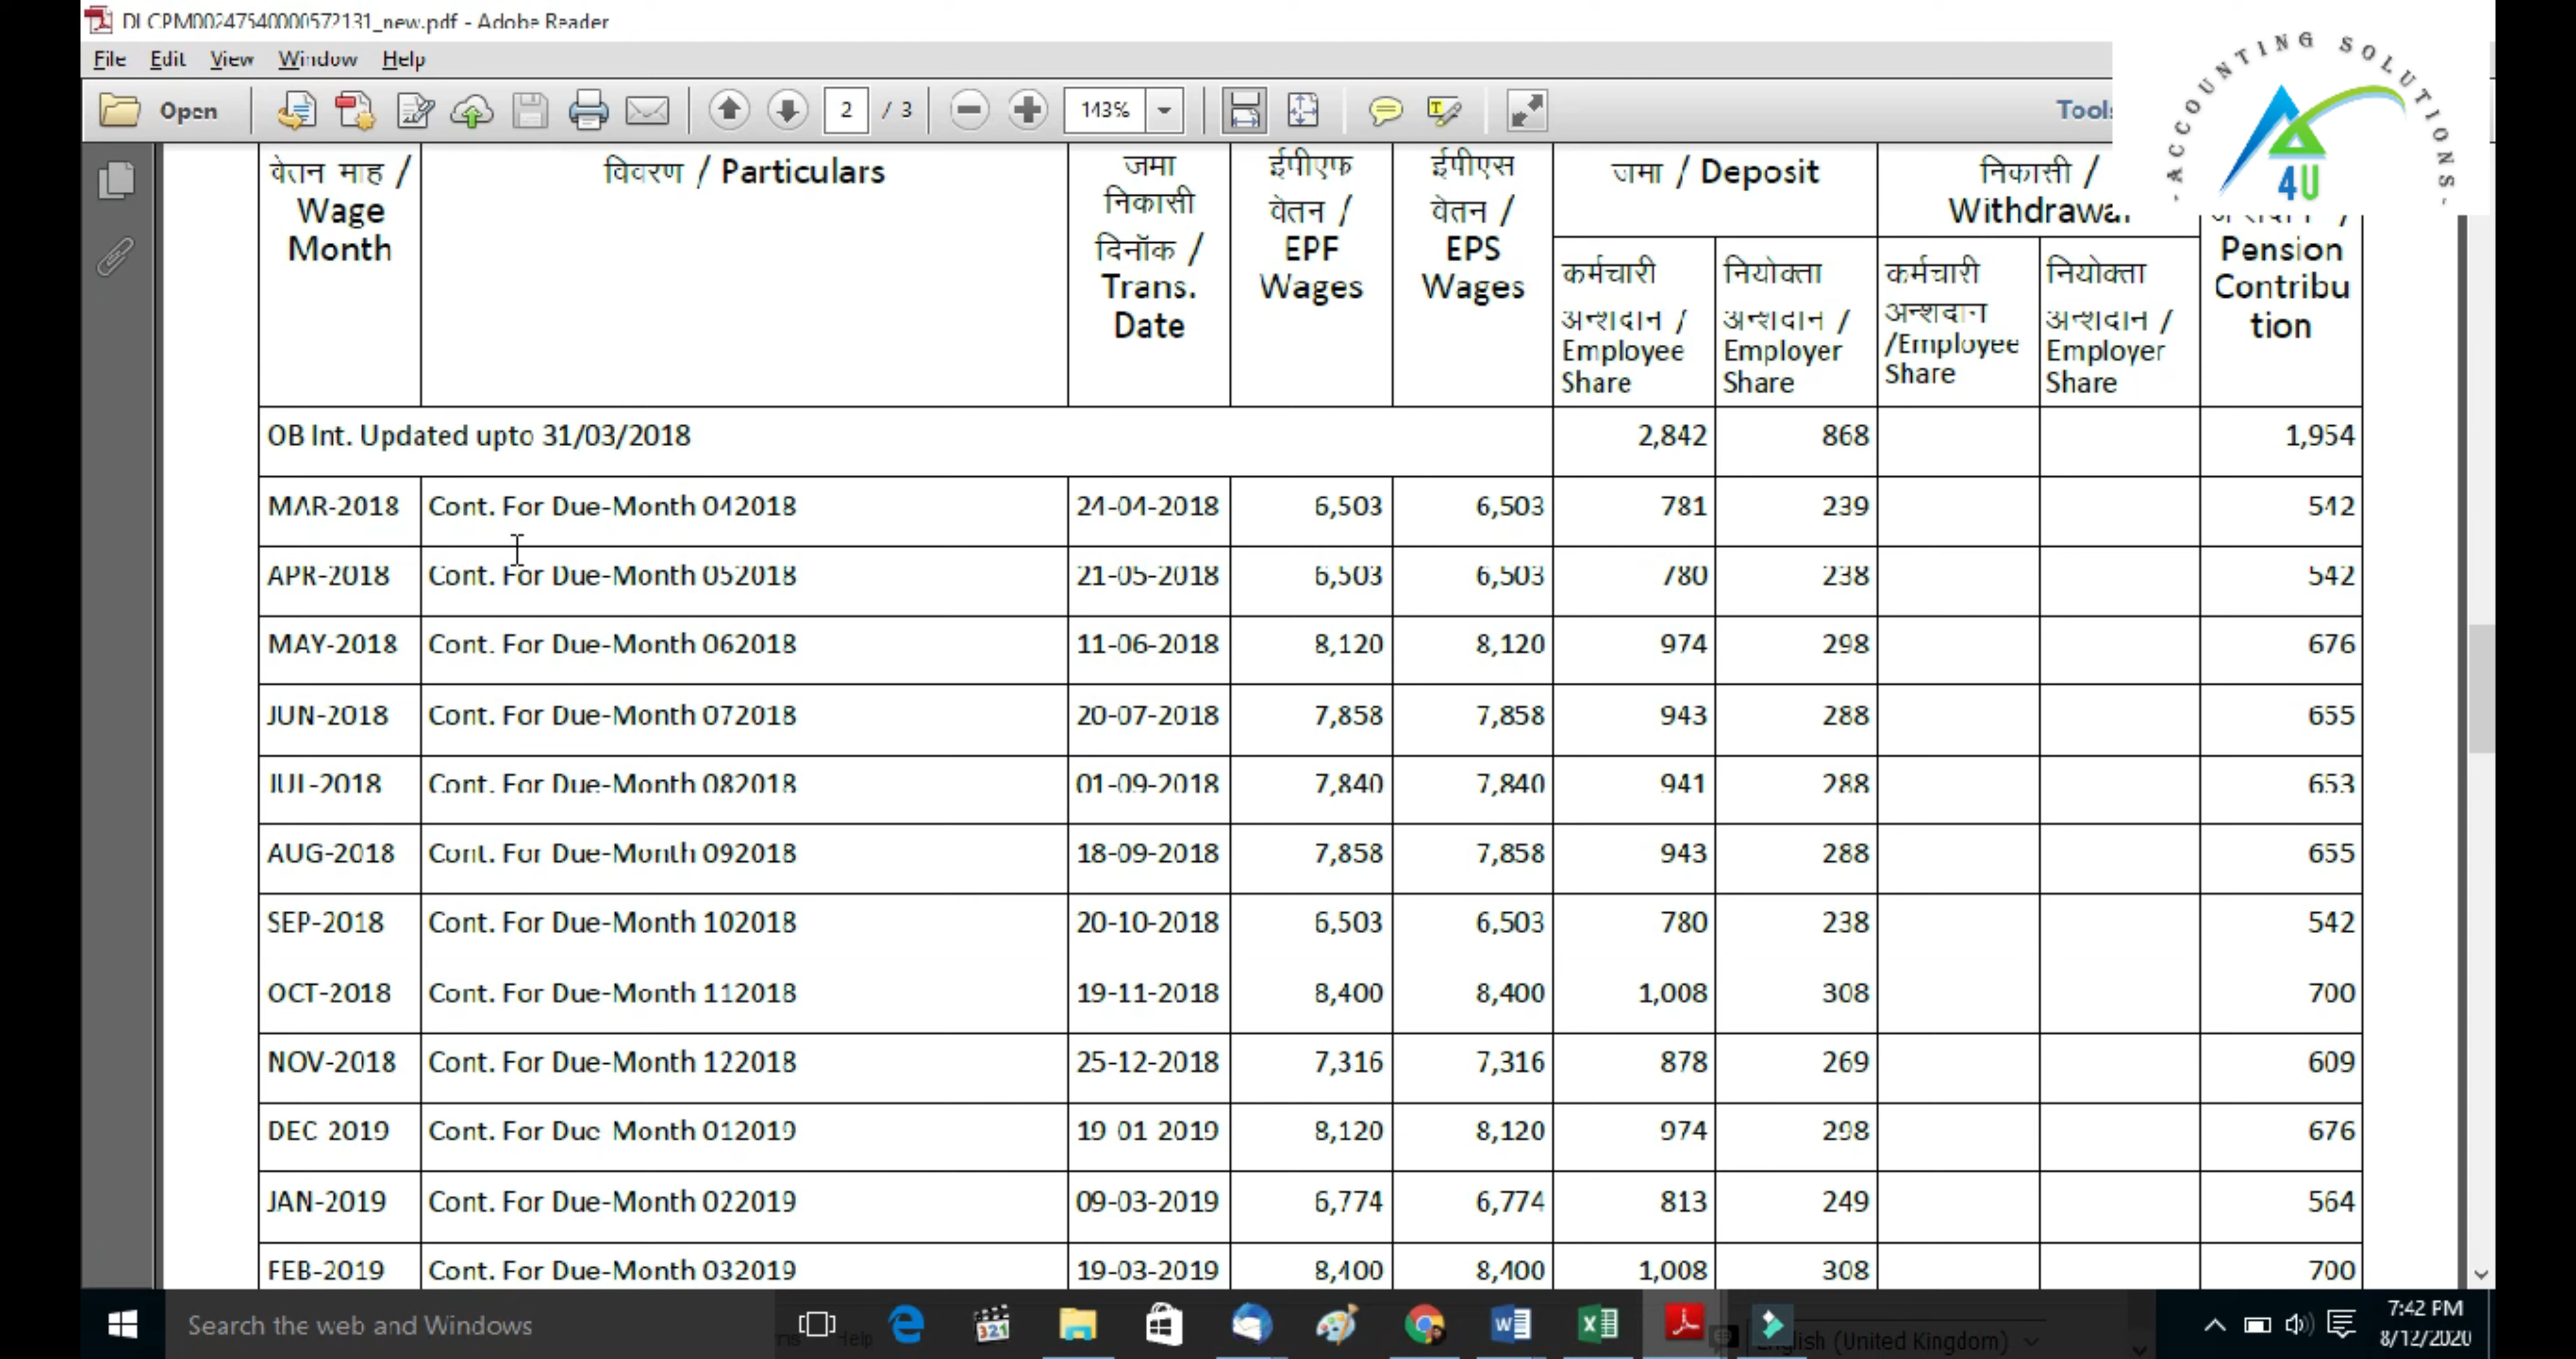 DLCPM00247540000572131_new.pdf - Adobe Reader
File Edit View Window Help
Open 2 / 3 143% Tools
- ACCOUNTING SOLUTIONS -
4U
वेतन माह / Wage Month
विवरण / Particulars
जमा निकासी दिनॉक / Trans. Date
ईपीएफ वेतन / EPF Wages
ईपीएस वेतन / EPS Wages
जमा / Deposit
निकासी / Withdrawal
Pension Contribution
कर्मचारी अन्शदान / Employee Share
नियोक्ता अन्शदान / Employer Share
कर्मचारी अन्शदान /Employee Share
नियोक्ता अन्शदान / Employer Share
OB Int. Updated upto 31/03/2018 2,842 868 1,954
MAR-2018 Cont. For Due-Month 042018 24-04-2018 6,503 6,503 781 239 542
APR-2018 Cont. For Due-Month 052018 21-05-2018 6,503 6,503 780 238 542
MAY-2018 Cont. For Due-Month 062018 11-06-2018 8,120 8,120 974 298 676
JUN-2018 Cont. For Due-Month 072018 20-07-2018 7,858 7,858 943 288 655
JUL-2018 Cont. For Due-Month 082018 01-09-2018 7,840 7,840 941 288 653
AUG-2018 Cont. For Due-Month 092018 18-09-2018 7,858 7,858 943 288 655
SEP-2018 Cont. For Due-Month 102018 20-10-2018 6,503 6,503 780 238 542
OCT-2018 Cont. For Due-Month 112018 19-11-2018 8,400 8,400 1,008 308 700
NOV-2018 Cont. For Due-Month 122018 25-12-2018 7,316 7,316 878 269 609
DEC-2019 Cont. For Due-Month 012019 19-01-2019 8,120 8,120 974 298 676
JAN-2019 Cont. For Due-Month 022019 09-03-2019 6,774 6,774 813 249 564
FEB-2019 Cont. For Due-Month 032019 19-03-2019 8,400 8,400 1,008 308 700
Search the web and Windows
Help
321
English (United Kingdom)
7:42 PM
8/12/2020